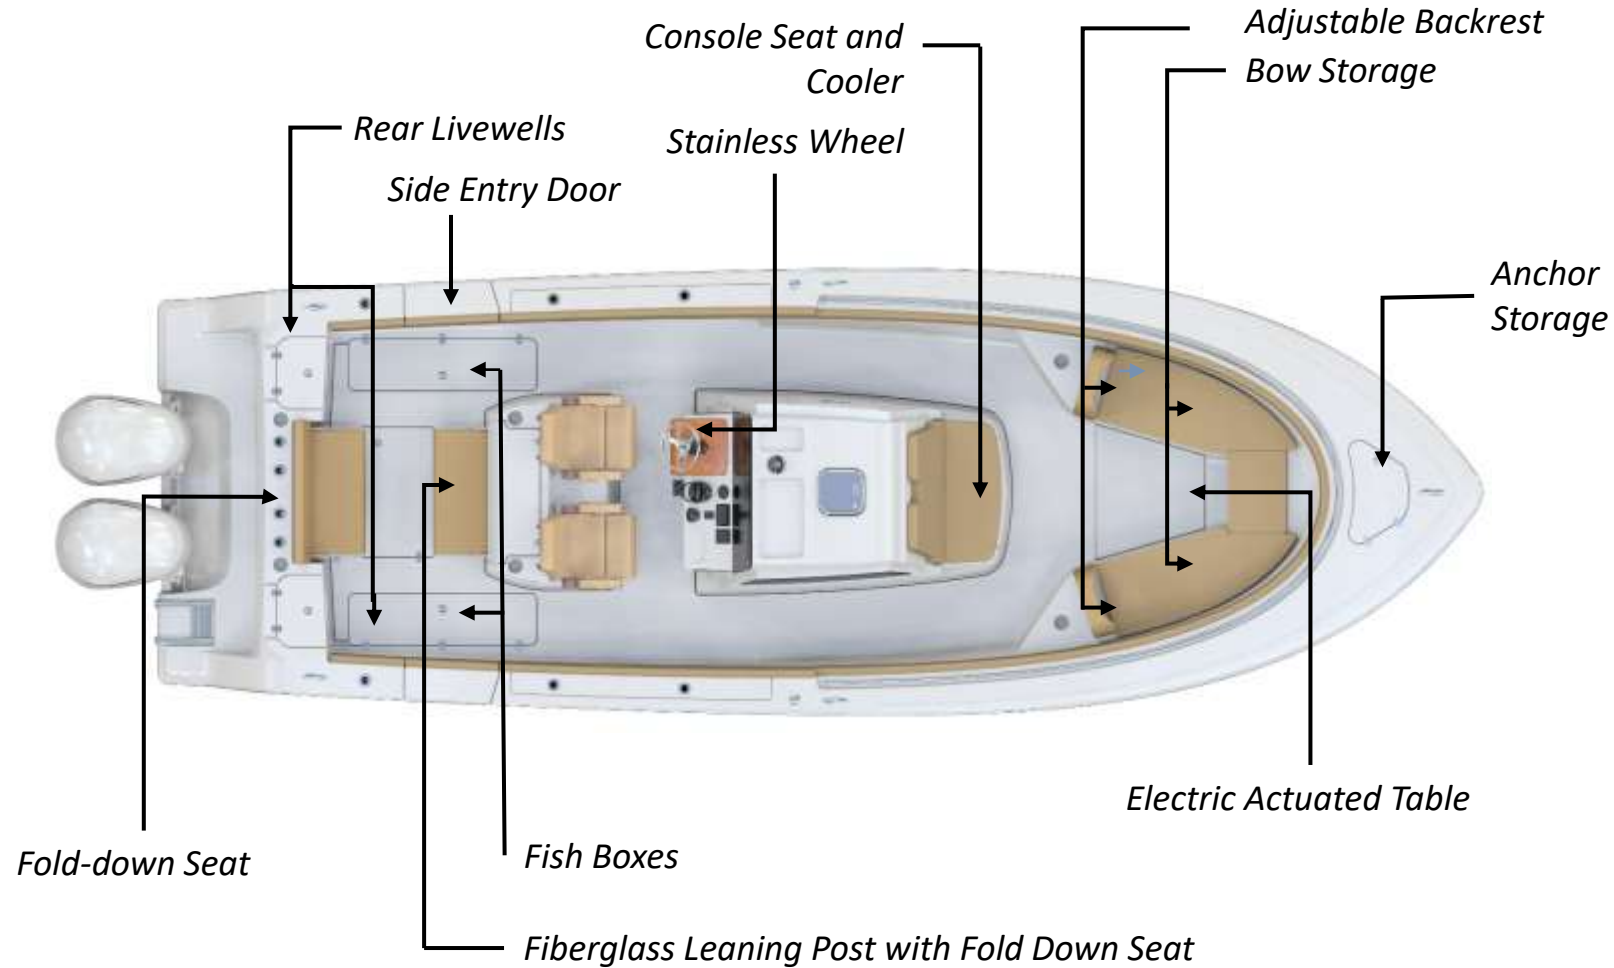 Adjustable Backrest
Console Seat and
Cooler
Bow Storage
Rear Livewells
Stainless Wheel
Side Entry Door
Anchor
Storage
Electric Actuated Table
Fold-down Seat
Fish Boxes
Fiberglass Leaning Post with Fold Down Seat